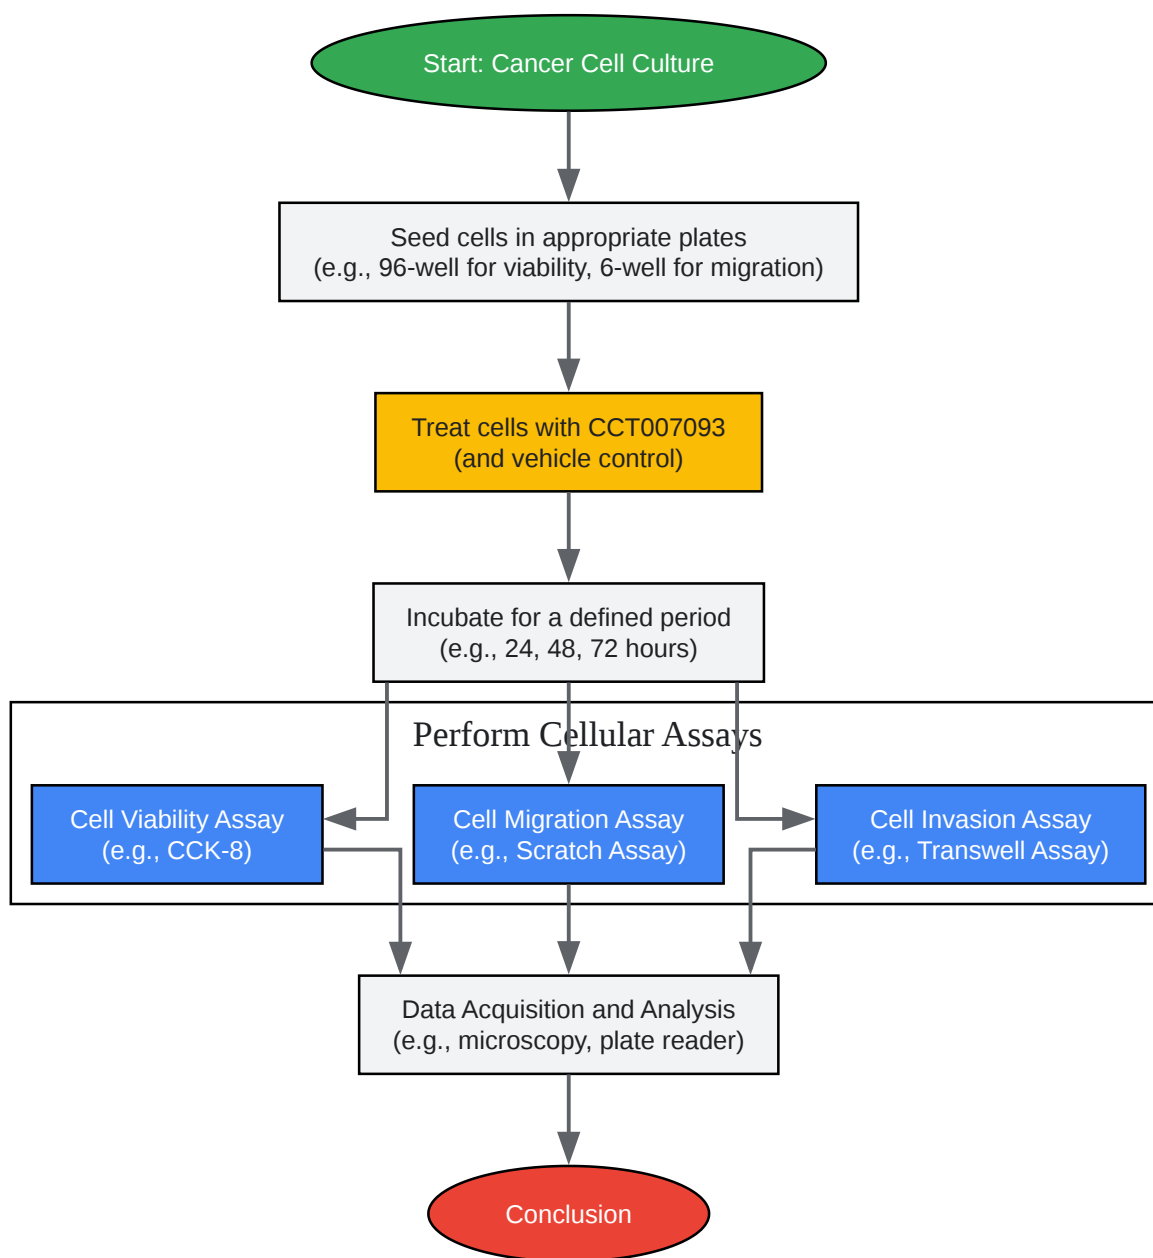 Start: Cancer Cell Culture
Seed cells in appropriate plates
(e.g., 96-well for viability, 6-well for migration)
Treat cells with CCT007093
(and vehicle control)
Incubate for a defined period
(e.g., 24, 48, 72 hours)
Perform Cellular Assays
Cell Viability Assay
(e.g., CCK-8)
Cell Migration Assay
(e.g., Scratch Assay)
Cell Invasion Assay
(e.g., Transwell Assay)
Data Acquisition and Analysis
(e.g., microscopy, plate reader)
Conclusion